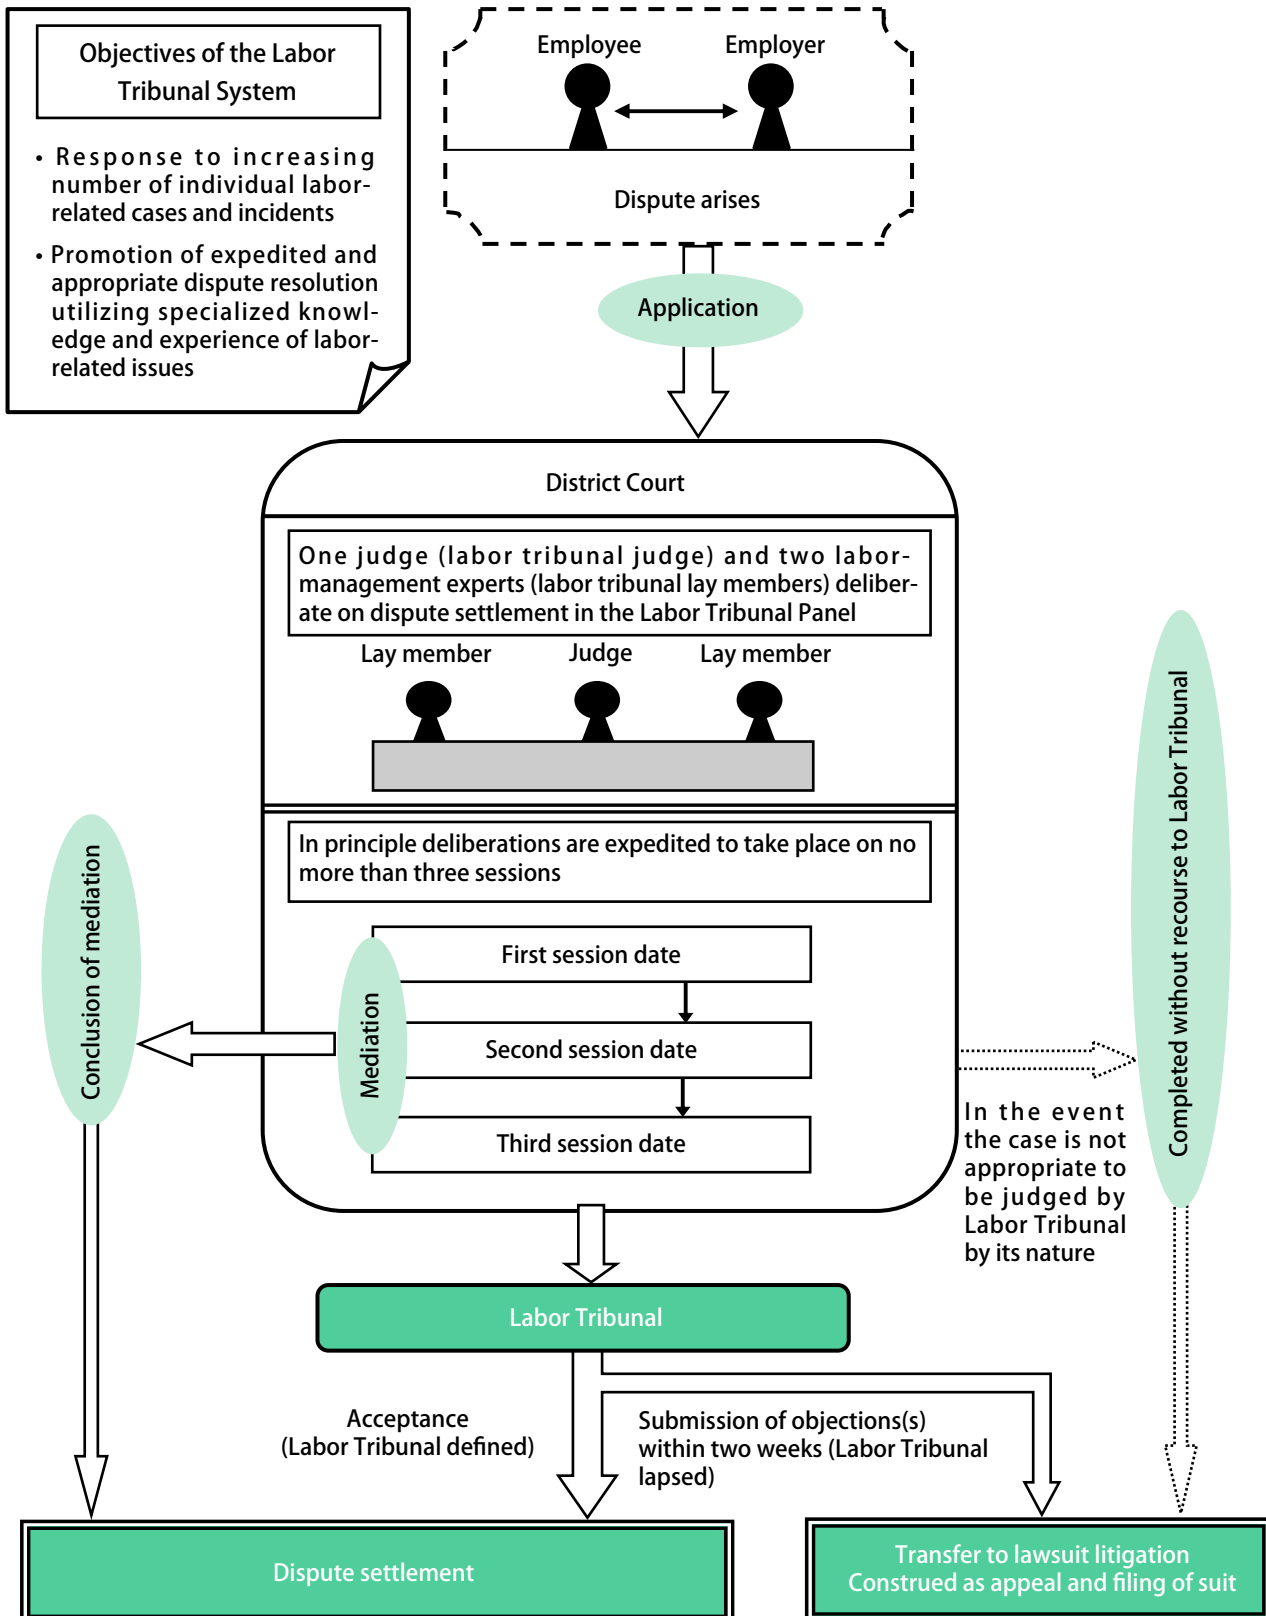 Objectives of the Labor
Tribunal System
• Response to increasing
number of individual labor-
related cases and incidents
• Promotion of expedited and
appropriate dispute resolution
utilizing specialized knowl-
edge and experience of labor-
related issues
Employee
Employer
Dispute arises
Application
District Court
One judge (labor tribunal judge) and two labor-
management experts (labor tribunal lay members) deliber-
ate on dispute settlement in the Labor Tribunal Panel
Lay member
Judge
Lay member
In principle deliberations are expedited to take place on no
more than three sessions
First session date
Second session date
Third session date
Mediation
Conclusion of mediation
Completed without recourse to Labor Tribunal
In the event
the case is not
appropriate to
be judged by
Labor Tribunal
by its nature
Labor Tribunal
Acceptance
(Labor Tribunal defined)
Submission of objections(s)
within two weeks (Labor Tribunal
lapsed)
Dispute settlement
Transfer to lawsuit litigation
Construed as appeal and filing of suit